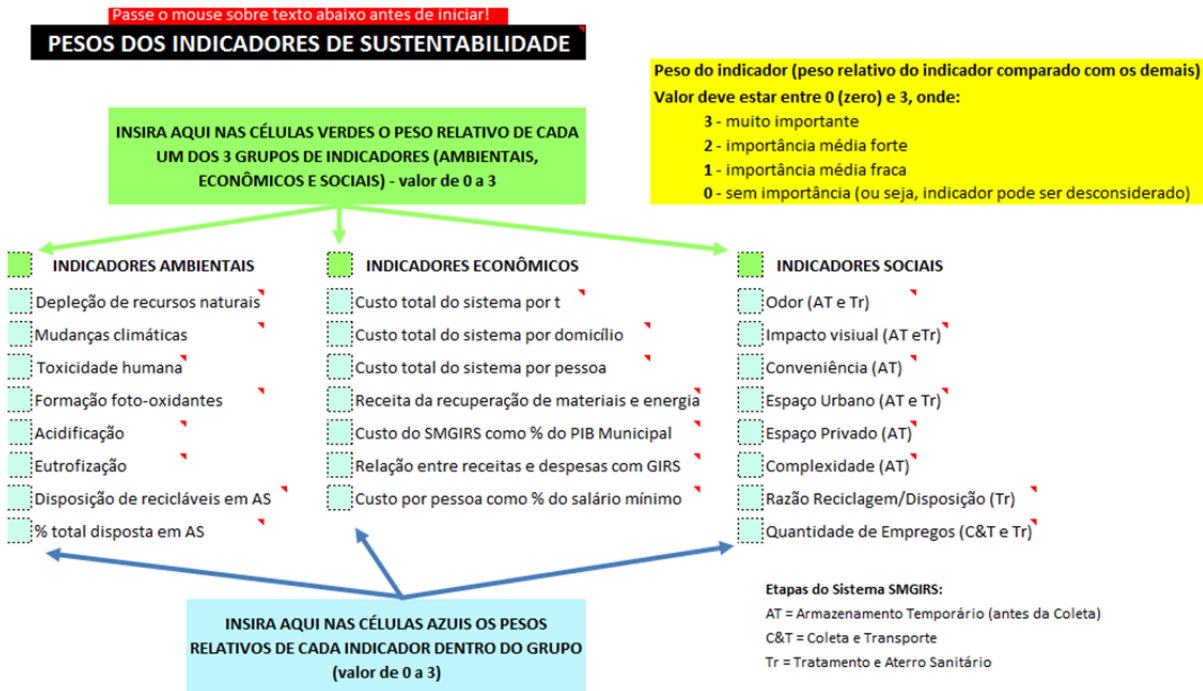 Passe o mouse sobre texto abaixo antes de iniciar!
PESOS DOS INDICADORES DE SUSTENTABILIDADE
Peso do indicador (peso relativo do indicador comparado com os demais)
Valor deve estar entre 0 (zero) e 3, onde:
3 - muito importante
2 - importância média forte
1 - importância média fraca
0 - sem importância (ou seja, indicador pode ser desconsiderado)
INSIRA AQUI NAS CÉLULAS VERDES O PESO RELATIVO DE CADA
UM DOS 3 GRUPOS DE INDICADORES (AMBIENTAIS,
ECONÔMICOS E SOCIAIS) - valor de 0 a 3
INDICADORES AMBIENTAIS
Depleção de recursos naturais
Mudanças climáticas
Toxicidade humana
Formação foto-oxidantes
Acidificação
Eutrofização
Disposição de recicláveis em AS
% total disposta em AS
INDICADORES ECONÔMICOS
Custo total do sistema por t
Custo total do sistema por domicílio
Custo total do sistema por pessoa
Receita da recuperação de materiais e energia
Custo do SMGIRS como % do PIB Municipal
Relação entre receitas e despesas com GIRS
Custo por pessoa como % do salário mínimo
INDICADORES SOCIAIS
Odor (AT e Tr)
Impacto visiual (AT eTr)
Conveniência (AT)
Espaço Urbano (AT e Tr)
Espaço Privado (AT)
Complexidade (AT)
Razão Reciclagem/Disposição (Tr)
Quantidade de Empregos (C&T e Tr)
INSIRA AQUI NAS CÉLULAS AZUIS OS PESOS
RELATIVOS DE CADA INDICADOR DENTRO DO GRUPO
(valor de 0 a 3)
Etapas do Sistema SMGIRS:
AT = Armazenamento Temporário (antes da Coleta)
C&T = Coleta e Transporte
Tr = Tratamento e Aterro Sanitário